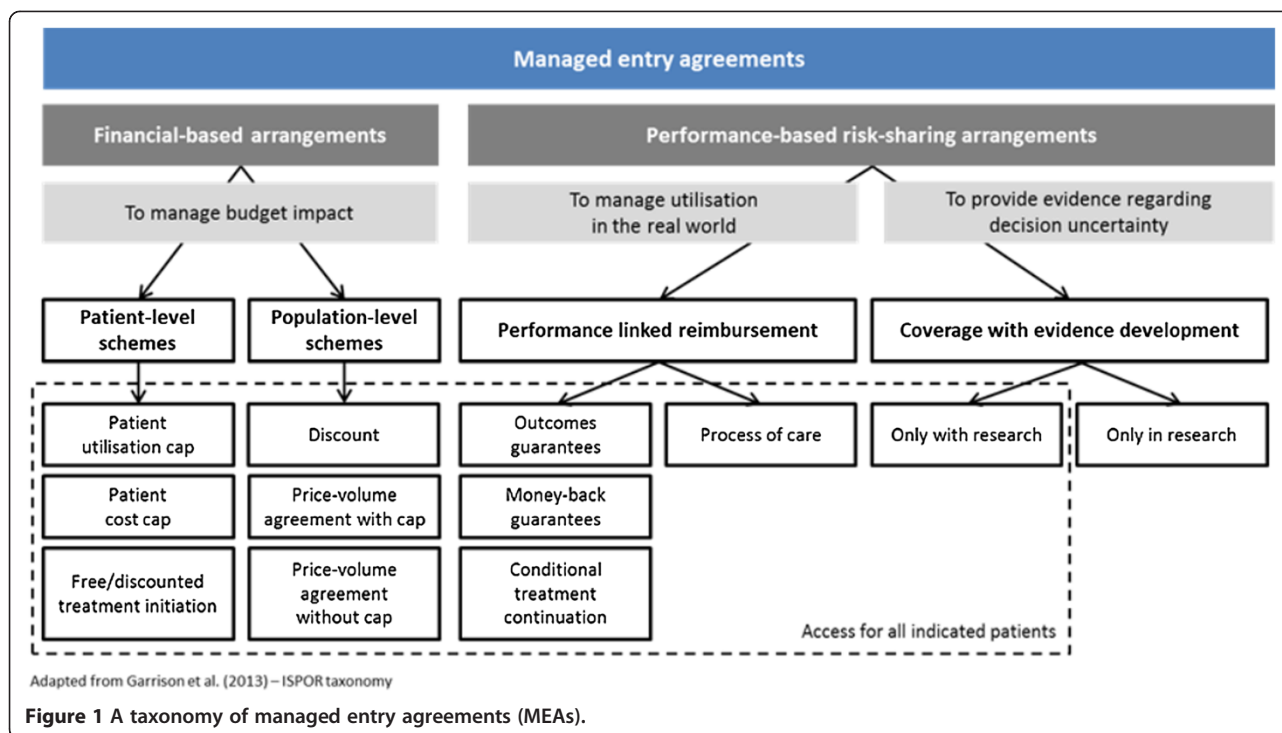 Managed entry agreements
Financial-based arrangements
Performance-based risk-sharing arrangements
To manage budget impact
To manage utilisation
in the real world
To provide evidence regarding
decision uncertainty
Patient-level
schemes
Population-level
schemes
Performance linked reimbursement
Coverage with evidence development
Patient
utilisation cap
Discount
Outcomes
guarantees
Process of care
Only with research
Only in research
Patient
cost cap
Price-volume
agreement with cap
Money-back
guarantees
Free/discounted
treatment initiation
Price-volume
agreement
without cap
Conditional
treatment
continuation
Access for all indicated patients
Adapted from Garrison et al. (2013) – ISPOR taxonomy
Figure 1 A taxonomy of managed entry agreements (MEAs).